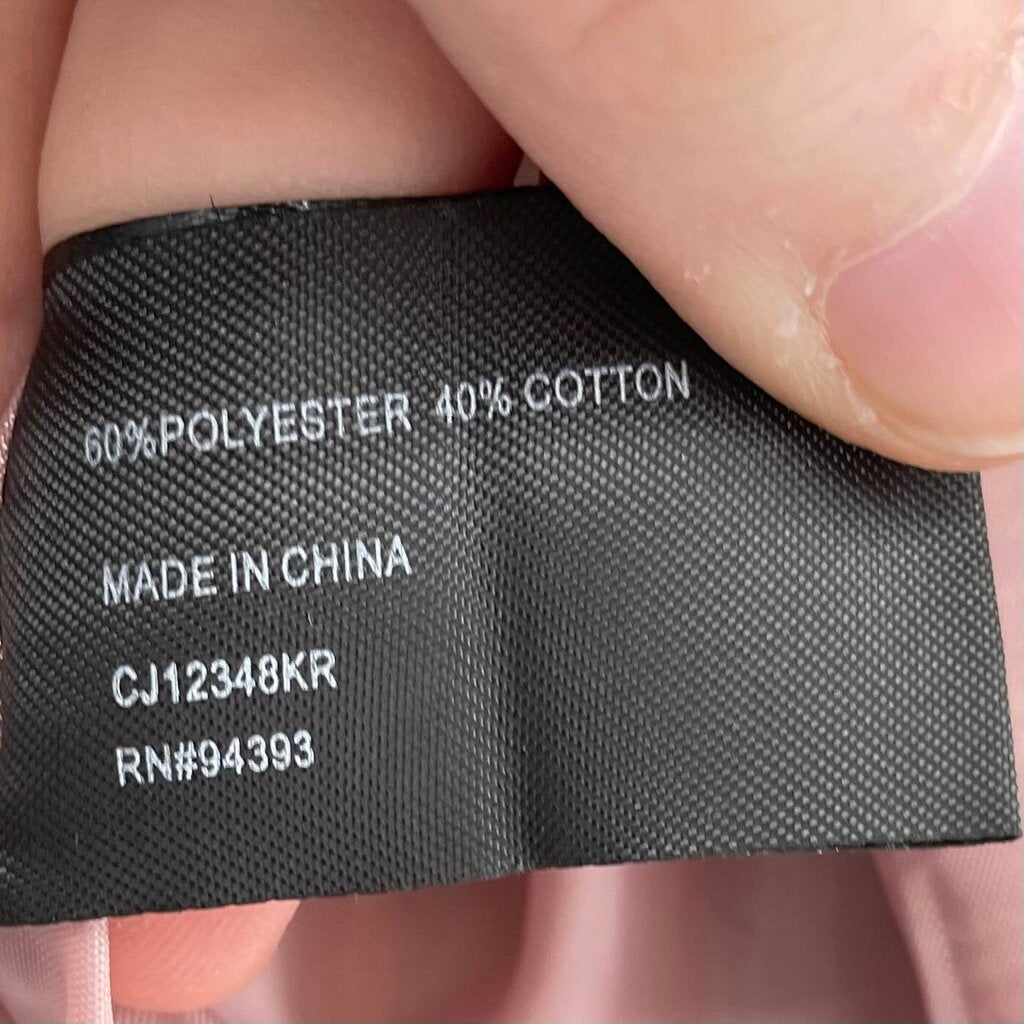 60%POLYESTER 40% COTTON
MADE IN CHINA
CJ12348KR
RN#94393